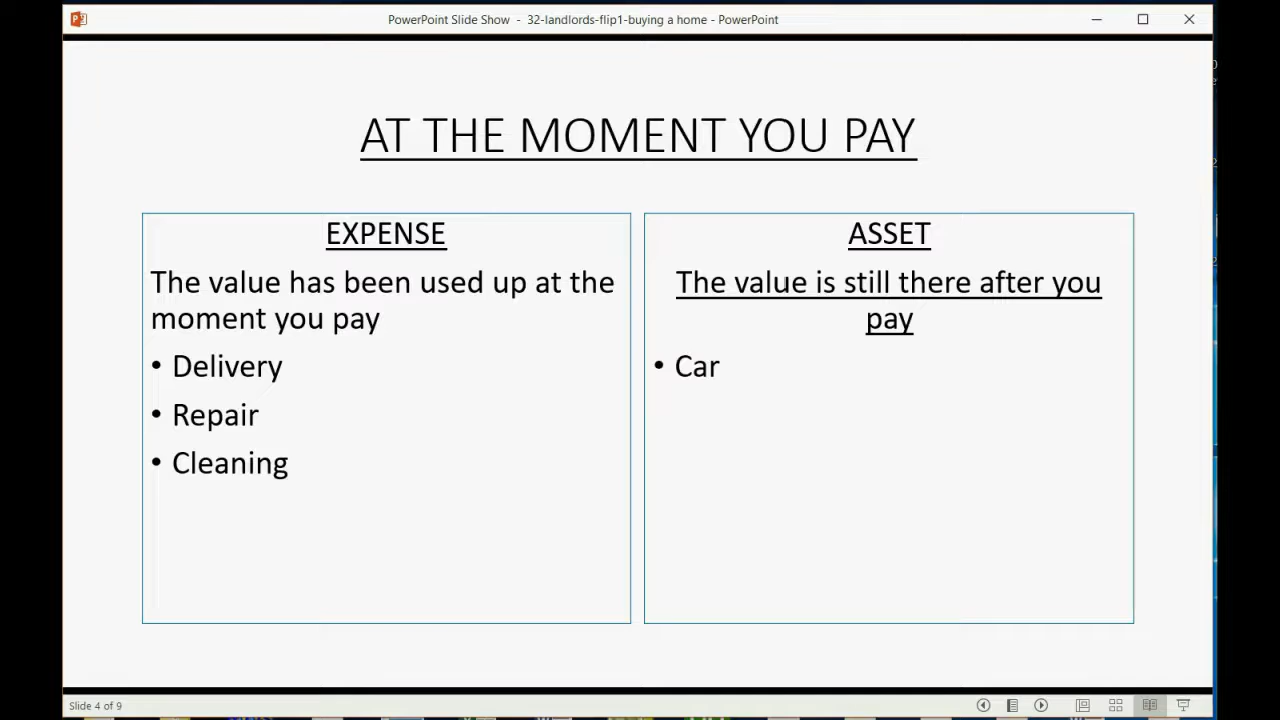 PowerPoint Slide Show - 32-landlords-flip1-buying a home - PowerPoint
AT THE MOMENT YOU PAY
EXPENSE
The value has been used up at the
moment you pay
• Delivery
• Repair
• Cleaning
ASSET
The value is still there after you
pay
• Car
Slide 4 of 9